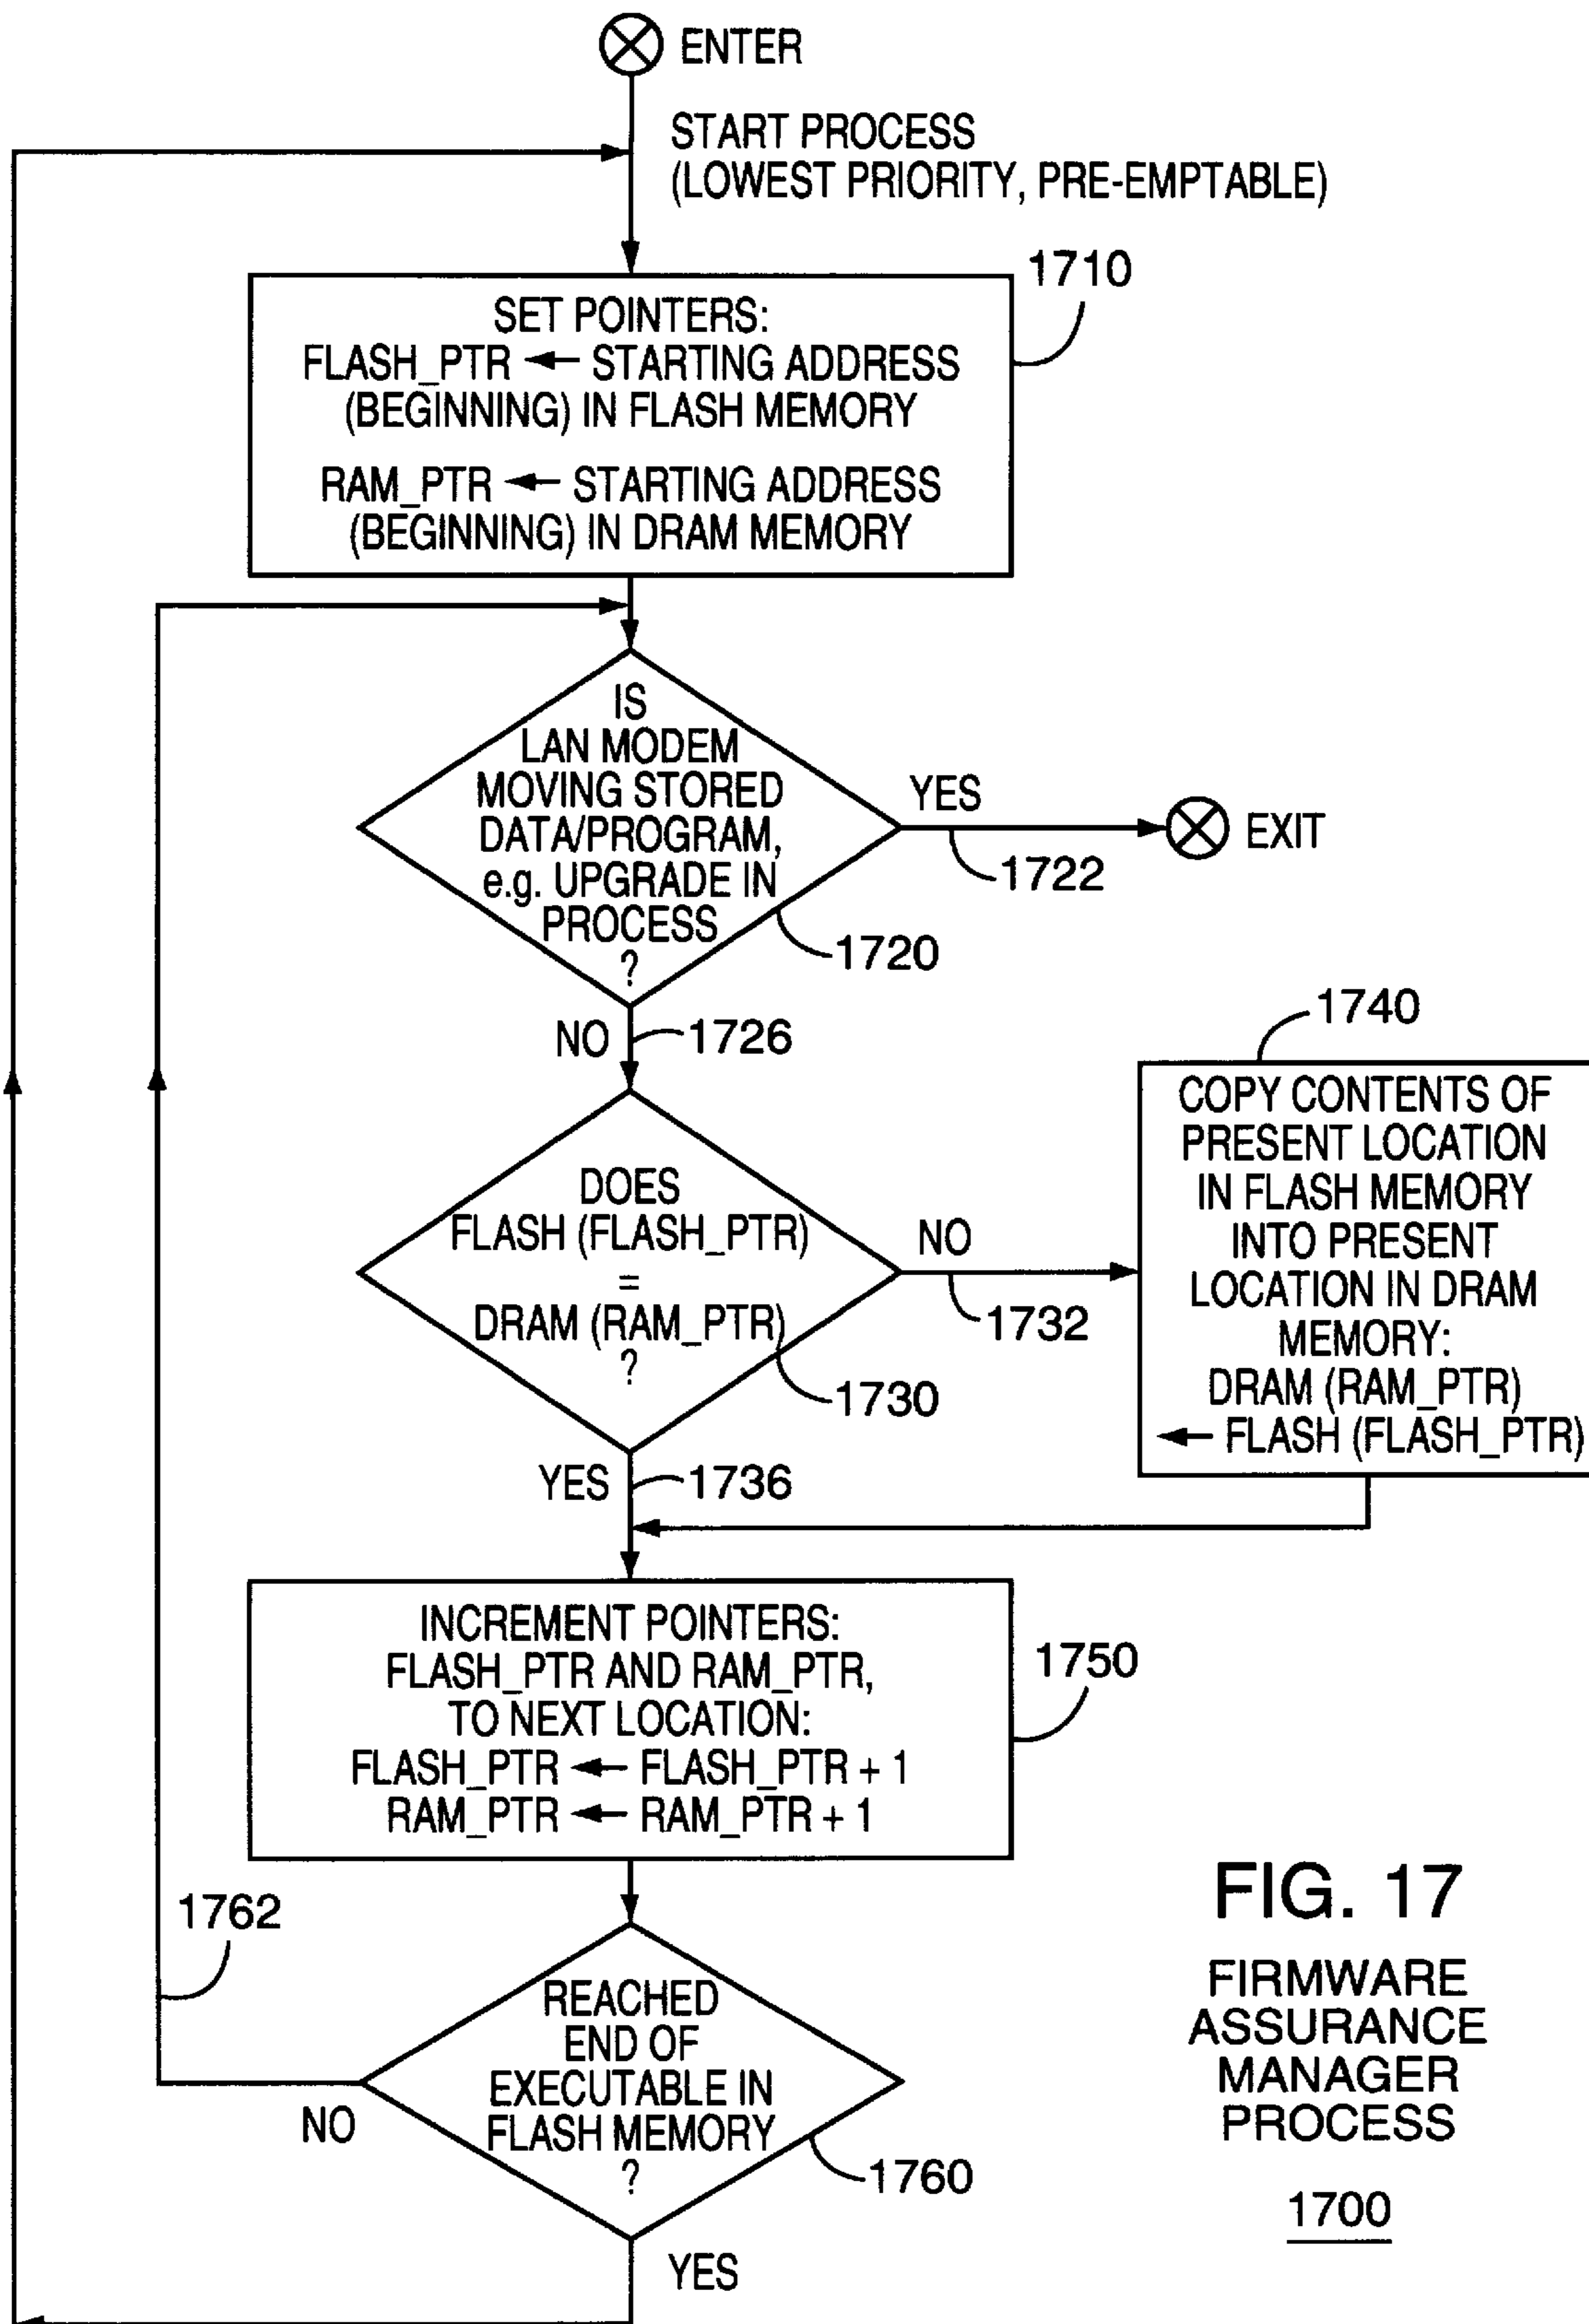 ENTER
START PROCESS
(LOWEST PRIORITY, PRE-EMPTABLE)
1710
SET POINTERS:
FLASH_PTR ← STARTING ADDRESS
(BEGINNING) IN FLASH MEMORY
RAM_PTR ← STARTING ADDRESS
(BEGINNING) IN DRAM MEMORY
IS
LAN MODEM
MOVING STORED
DATA/PROGRAM,
e.g. UPGRADE IN
PROCESS
?
YES
1722
EXIT
1720
NO
1726
DOES
FLASH (FLASH_PTR)
=
DRAM (RAM_PTR)
?
NO
1732
1730
1740
COPY CONTENTS OF
PRESENT LOCATION
IN FLASH MEMORY
INTO PRESENT
LOCATION IN DRAM
MEMORY:
DRAM (RAM_PTR)
← FLASH (FLASH_PTR)
YES
1736
INCREMENT POINTERS:
FLASH_PTR AND RAM_PTR,
TO NEXT LOCATION:
FLASH_PTR ← FLASH_PTR + 1
RAM_PTR ← RAM_PTR + 1
1750
1762
REACHED
END OF
EXECUTABLE IN
FLASH MEMORY
?
NO
1760
YES
FIG. 17
FIRMWARE
ASSURANCE
MANAGER
PROCESS
1700